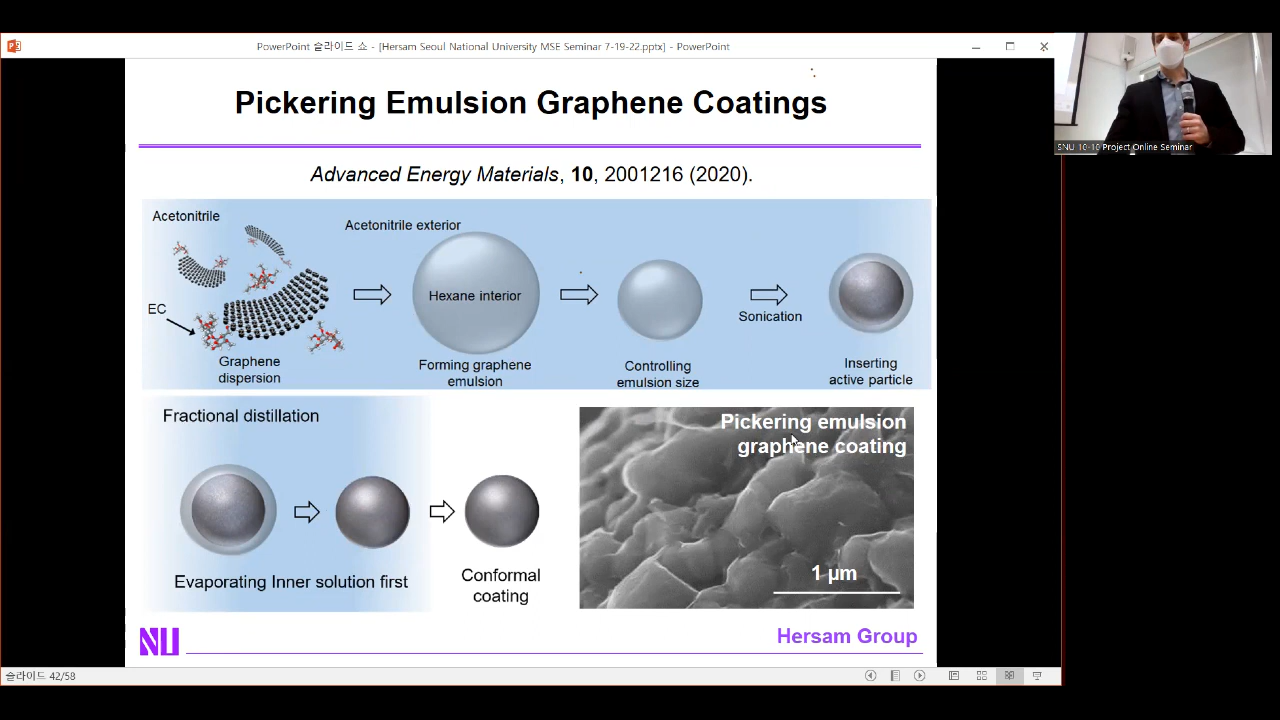 PowerPoint 슬라이드 쇼 - [Hersam Seoul National University MSE Seminar 7-19-22.pptx] - PowerPoint
SNU 10-10 Project Online Seminar
Pickering Emulsion Graphene Coatings
Advanced Energy Materials, 10, 2001216 (2020).
Acetonitrile
Acetonitrile exterior
EC
Hexane interior
Sonication
Graphene
dispersion
Forming graphene
emulsion
Controlling
emulsion size
Inserting
active particle
Fractional distillation
Evaporating Inner solution first
Conformal
coating
Pickering emulsion
graphene coating
1 µm
NU
Hersam Group
슬라이드 42/58